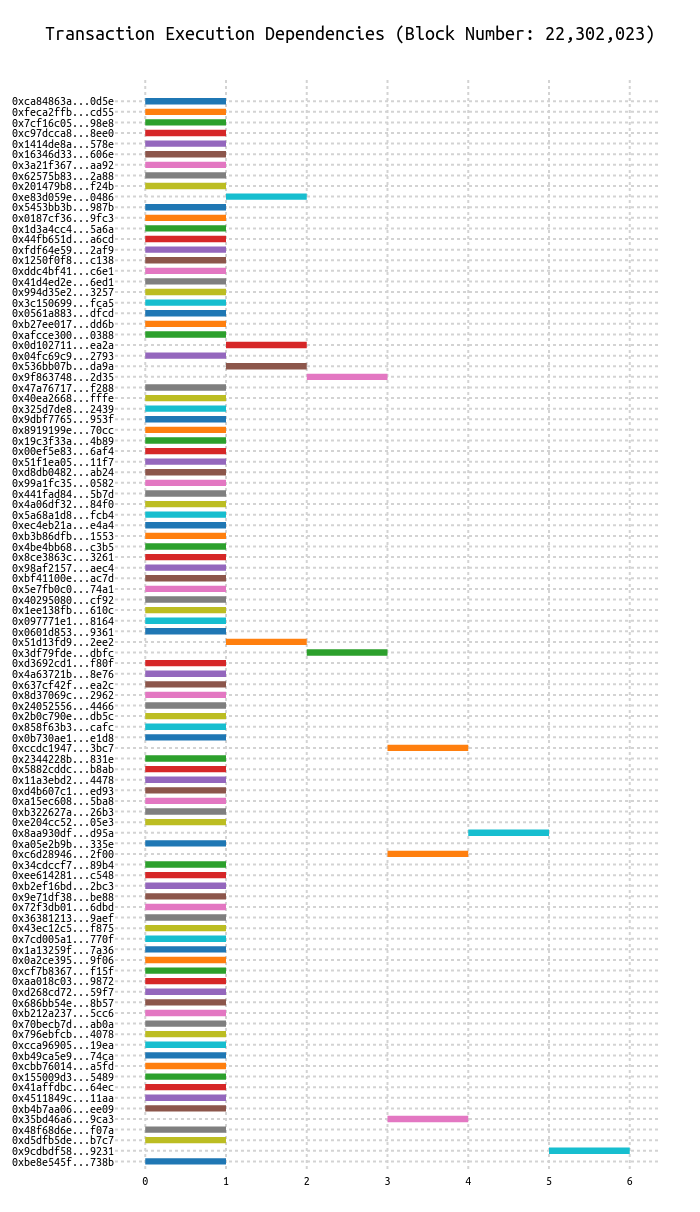 Transaction Execution Dependencies (Block Number: 22,302,023)
0xca84863a...0d5e
0xfeca2ffb...cd55
0x7cf16c05...98e8
0xc97dcca8...8ee0
0x1414de8a...578e
0x16346d33...606e
0x3a21f367...aa92
0x62575b83...2a88
0x201479b8...f24b
0xe83d059e...0486
0x5453bb3b...987b
0x0187cf36...9fc3
0x1d3a4cc4...5a6a
0x44fb651d...a6cd
0xfdf64e59...2af9
0x1250f0f8...c138
0xddc4bf41...c6e1
0x41d4ed2e...6ed1
0x994d35e2...3257
0x3c150699...fca5
0x0561a883...dfcd
0xb27ee017...dd6b
0xafcce300...0388
0x0d102711...ea2a
0x04fc69c9...2793
0x536bb07b...da9a
0x9f863748...2d35
0x47a76717...f288
0x40ea2668...fffe
0x325d7de8...2439
0x9dbf7765...953f
0x8919199e...70cc
0x19c3f33a...4b89
0x00ef5e83...6af4
0x51f1ea05...11f7
0xd8db0482...ab24
0x99a1fc35...0582
0x441fad84...5b7d
0x4a06df32...84f0
0x5a68a1d8...fcb4
0xec4eb21a...e4a4
0xb3b86dfb...1553
0x4be4bb68...c3b5
0x8ce3863c...3261
0x98af2157...aec4
0xbf41100e...ac7d
0x5e7fb0c0...74a1
0x40295080...cf92
0x1ee138fb...610c
0x097771e1...8164
0x0601d853...9361
0x51d13fd9...2ee2
0x3df79fde...dbfc
0xd3692cd1...f80f
0x4a63721b...8e76
0x637cf42f...ea2c
0x8d37069c...2962
0x24052556...4466
0x2b0c790e...db5c
0x858f63b3...cafc
0x0b730ae1...e1d8
0xccdc1947...3bc7
0x2344228b...831e
0x5882cddc...b8ab
0x11a3ebd2...4478
0xd4b607c1...ed93
0xa15ec608...5ba8
0xb322627a...26b3
0xe204cc52...05e3
0x8aa930df...d95a
0xa05e2b9b...335e
0xc6d28946...2f00
0x34cdccf7...89b4
0xee614281...c548
0xb2ef16bd...2bc3
0x9e71df38...be88
0x72f3db01...6dbd
0x36381213...9aef
0x43ec12c5...f875
0x7cd005a1...770f
0x1a13259f...7a36
0x0a2ce395...9f06
0xcf7b8367...f15f
0xaa018c03...9872
0xd268cd72...59f7
0x686bb54e...8b57
0xb212a237...5cc6
0x70becb7d...ab0a
0x796ebfcb...4078
0xcca96905...19ea
0xb49ca5e9...74ca
0xcbb76014...a5fd
0x155009d3...5489
0x41affdbc...64ec
0x4511849c...11aa
0xb4b7aa06...ee09
0x35bd46a6...9ca3
0x48f68d6e...f07a
0xd5dfb5de...b7c7
0x9cdbdf58...9231
0xbe8e545f...738b
0 1 2 3 4 5 6